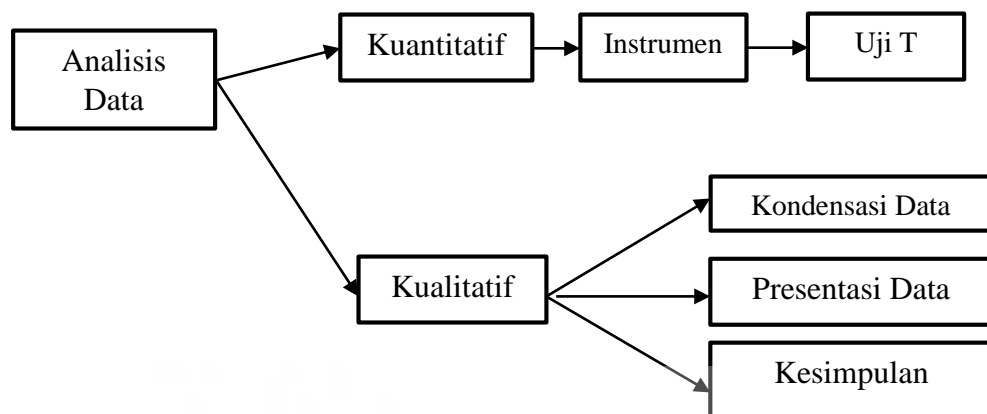 Analisis
Data
Kuantitatif
Instrumen
Uji T
Kualitatif
Kondensasi Data
Presentasi Data
Kesimpulan